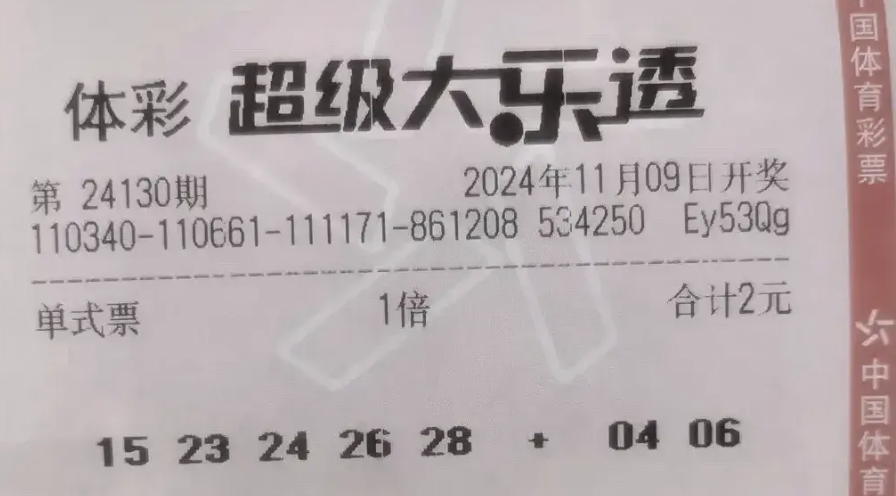 体彩 超级大乐透
第 24130期 2024年11月09日开奖
110340-110661-111171-861208 534250 Ey53Qg
单式票 1倍 合计2元
15 23 24 26 28 + 04 06
中国体育彩票
中国体育